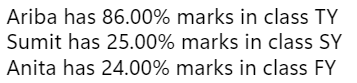 Ariba has 86.00% marks in class TY
Sumit has 25.00% marks in class SY
Anita has 24.00% marks in class FY